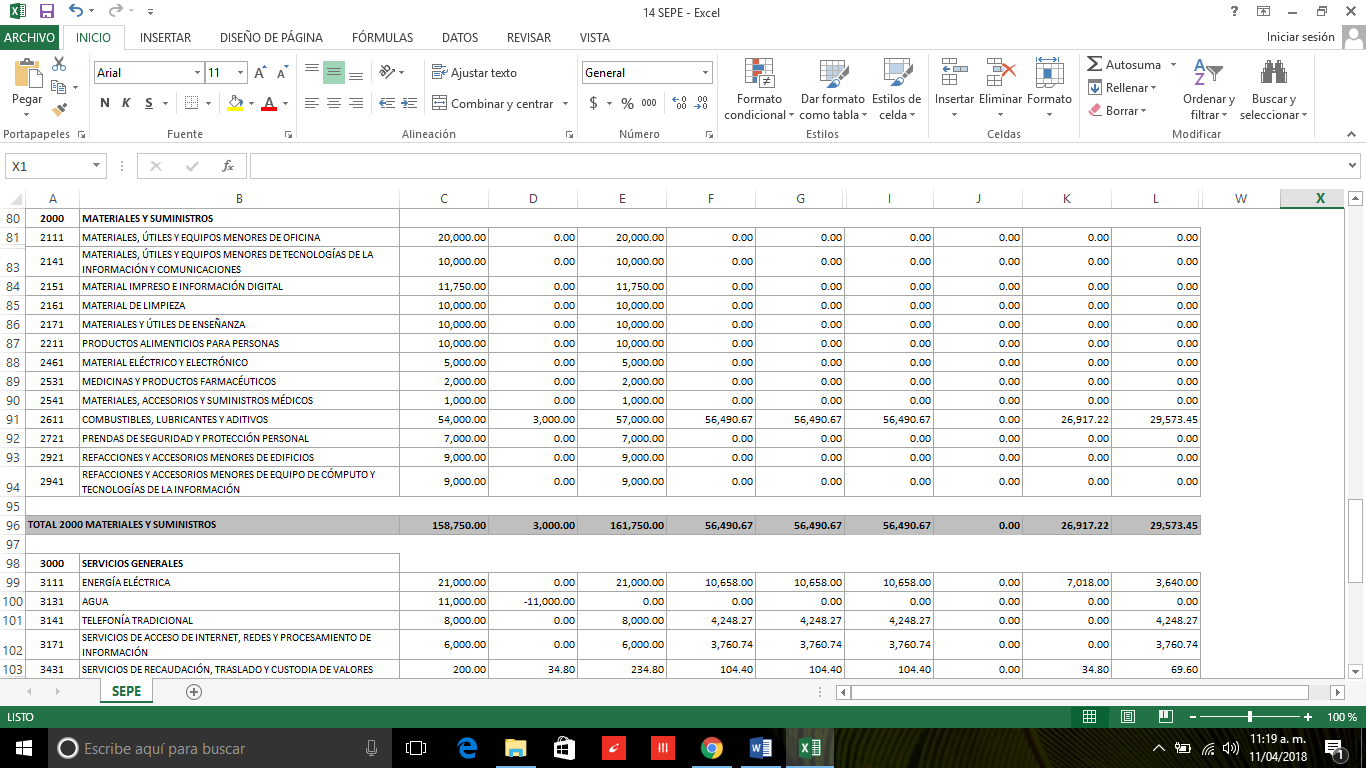 14 SEPE - Excel
?
ARCHIVO INICIO INSERTAR DISEÑO DE PÁGINA FÓRMULAS DATOS REVISAR VISTA Iniciar sesión
Pegar
Portapapeles
Arial 11 A A
N K S A
Fuente
Ajustar texto
Combinar y centrar
Alineación
General
$ % 000
Número
Formato condicional
Dar formato como tabla
Estilos de celda
Estilos
Insertar Eliminar Formato
Celdas
Autosuma
Rellenar
Borrar
Ordenar y filtrar
Buscar y seleccionar
Modificar
X1 fx
A B C D E F G I J K L W X
80 2000 MATERIALES Y SUMINISTROS
81 2111 MATERIALES, ÚTILES Y EQUIPOS MENORES DE OFICINA 20,000.00 0.00 20,000.00 0.00 0.00 0.00 0.00 0.00 0.00
83 2141 MATERIALES, ÚTILES Y EQUIPOS MENORES DE TECNOLOGÍAS DE LA
INFORMACIÓN Y COMUNICACIONES 10,000.00 0.00 10,000.00 0.00 0.00 0.00 0.00 0.00 0.00
84 2151 MATERIAL IMPRESO E INFORMACIÓN DIGITAL 11,750.00 0.00 11,750.00 0.00 0.00 0.00 0.00 0.00 0.00
85 2161 MATERIAL DE LIMPIEZA 10,000.00 0.00 10,000.00 0.00 0.00 0.00 0.00 0.00 0.00
86 2171 MATERIALES Y ÚTILES DE ENSEÑANZA 10,000.00 0.00 10,000.00 0.00 0.00 0.00 0.00 0.00 0.00
87 2211 PRODUCTOS ALIMENTICIOS PARA PERSONAS 10,000.00 0.00 10,000.00 0.00 0.00 0.00 0.00 0.00 0.00
88 2461 MATERIAL ELÉCTRICO Y ELECTRÓNICO 5,000.00 0.00 5,000.00 0.00 0.00 0.00 0.00 0.00 0.00
89 2531 MEDICINAS Y PRODUCTOS FARMACÉUTICOS 2,000.00 0.00 2,000.00 0.00 0.00 0.00 0.00 0.00 0.00
90 2541 MATERIALES, ACCESORIOS Y SUMINISTROS MÉDICOS 1,000.00 0.00 1,000.00 0.00 0.00 0.00 0.00 0.00 0.00
91 2611 COMBUSTIBLES, LUBRICANTES Y ADITIVOS 54,000.00 3,000.00 57,000.00 56,490.67 56,490.67 56,490.67 0.00 26,917.22 29,573.45
92 2721 PRENDAS DE SEGURIDAD Y PROTECCIÓN PERSONAL 7,000.00 0.00 7,000.00 0.00 0.00 0.00 0.00 0.00 0.00
93 2921 REFACCIONES Y ACCESORIOS MENORES DE EDIFICIOS 9,000.00 0.00 9,000.00 0.00 0.00 0.00 0.00 0.00 0.00
94 2941 REFACCIONES Y ACCESORIOS MENORES DE EQUIPO DE CÓMPUTO Y
TECNOLOGÍAS DE LA INFORMACIÓN 9,000.00 0.00 9,000.00 0.00 0.00 0.00 0.00 0.00 0.00
95
96 TOTAL 2000 MATERIALES Y SUMINISTROS 158,750.00 3,000.00 161,750.00 56,490.67 56,490.67 56,490.67 0.00 26,917.22 29,573.45
97
98 3000 SERVICIOS GENERALES
99 3111 ENERGÍA ELÉCTRICA 21,000.00 0.00 21,000.00 10,658.00 10,658.00 10,658.00 0.00 7,018.00 3,640.00
100 3131 AGUA 11,000.00 -11,000.00 0.00 0.00 0.00 0.00 0.00 0.00 0.00
101 3141 TELEFONÍA TRADICIONAL 8,000.00 0.00 8,000.00 4,248.27 4,248.27 4,248.27 0.00 0.00 4,248.27
102 3171 SERVICIOS DE ACCESO DE INTERNET, REDES Y PROCESAMIENTO DE
INFORMACIÓN 6,000.00 0.00 6,000.00 3,760.74 3,760.74 3,760.74 0.00 0.00 3,760.74
103 3431 SERVICIOS DE RECAUDACIÓN, TRASLADO Y CUSTODIA DE VALORES 200.00 34.80 234.80 104.40 104.40 104.40 0.00 34.80 69.60
SEPE
LISTO 100 %
Escribe aquí para buscar
11:19 a. m.
11/04/2018
1